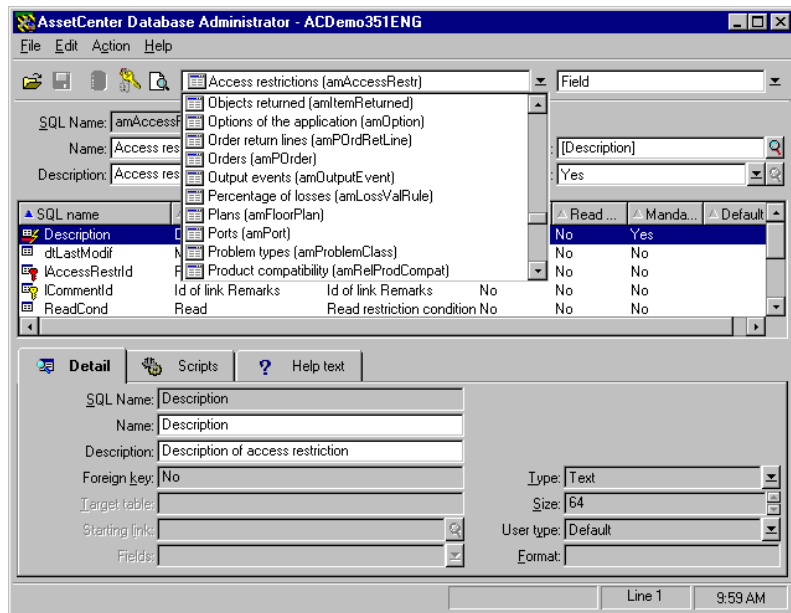 AssetCenter Database Administrator - ACDemo351ENG
File Edit Action Help
Access restrictions (amAccessRestr) Field
Objects returned (amItemReturned)
Options of the application (amOption)
Order return lines (amPOrdRetLine)
Orders (amPOrder)
Output events (amOutputEvent)
Percentage of losses (amLossValRule)
Plans (amFloorPlan)
Ports (amPort)
Problem types (amProblemClass)
Product compatibility (amRelProdCompat)
SQL Name: amAccessR
Name: Access res : [Description]
Description: Access res : Yes
SQL name Read ... Manda... Default
Description D No Yes
dtLastModif M No No
lAccessRestrId P No No
lCommentId Id of link Remarks Id of link Remarks No No No
ReadCond Read Read restriction condition No No No
Detail Scripts ? Help text
SQL Name: Description
Name: Description
Description: Description of access restriction
Foreign key: No Type: Text
Target table: Size: 64
Starting link: User type: Default
Fields: Format:
Line 1 9:59 AM